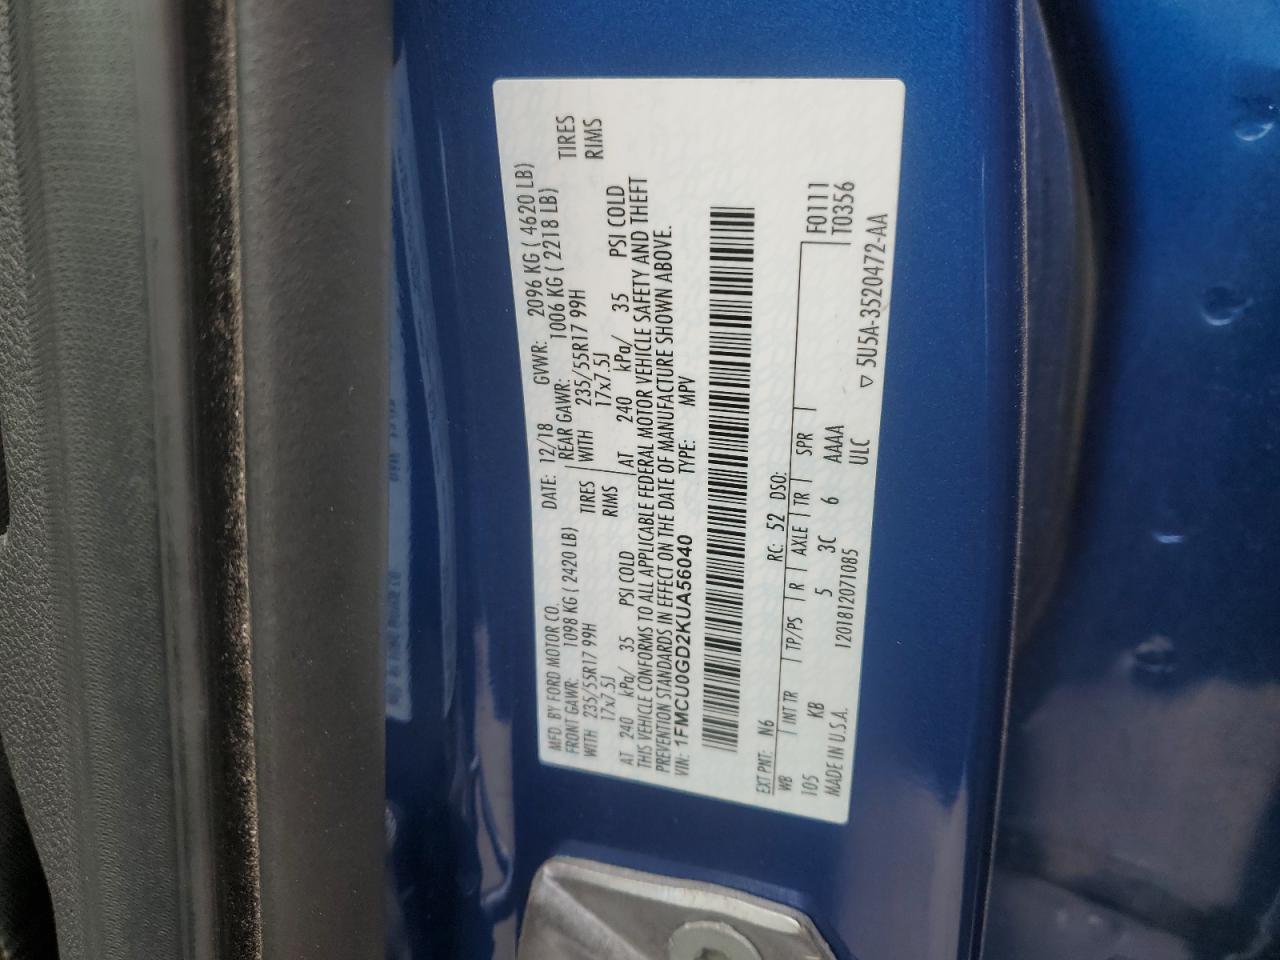 MFD. BY FORD MOTOR CO.
DATE: 12/18 GVWR: 2096 KG ( 4620 LB)
FRONT GAWR: 1098 KG ( 2420 LB) REAR GAWR: 1006 KG ( 2218 LB)
WITH 235/55R17 99H TIRES WITH 235/55R17 99H TIRES
17x7.5J RIMS 17x7.5J RIMS
AT 240 kPa/ 35 PSI COLD AT 240 kPa/ 35 PSI COLD
THIS VEHICLE CONFORMS TO ALL APPLICABLE FEDERAL MOTOR VEHICLE SAFETY AND THEFT
PREVENTION STANDARDS IN EFFECT ON THE DATE OF MANUFACTURE SHOWN ABOVE.
VIN: 1FMCU0GD2KUA56040 TYPE: MPV
EXT PNT: N6 RC: 52 DSO:
WB INT TR TP/PS R AXLE TR SPR F0111
105 KB 5 3C 6 AAAA T0356
MADE IN U.S.A. 1201812071085 ULC
▽ 5U5A-3520472-AA